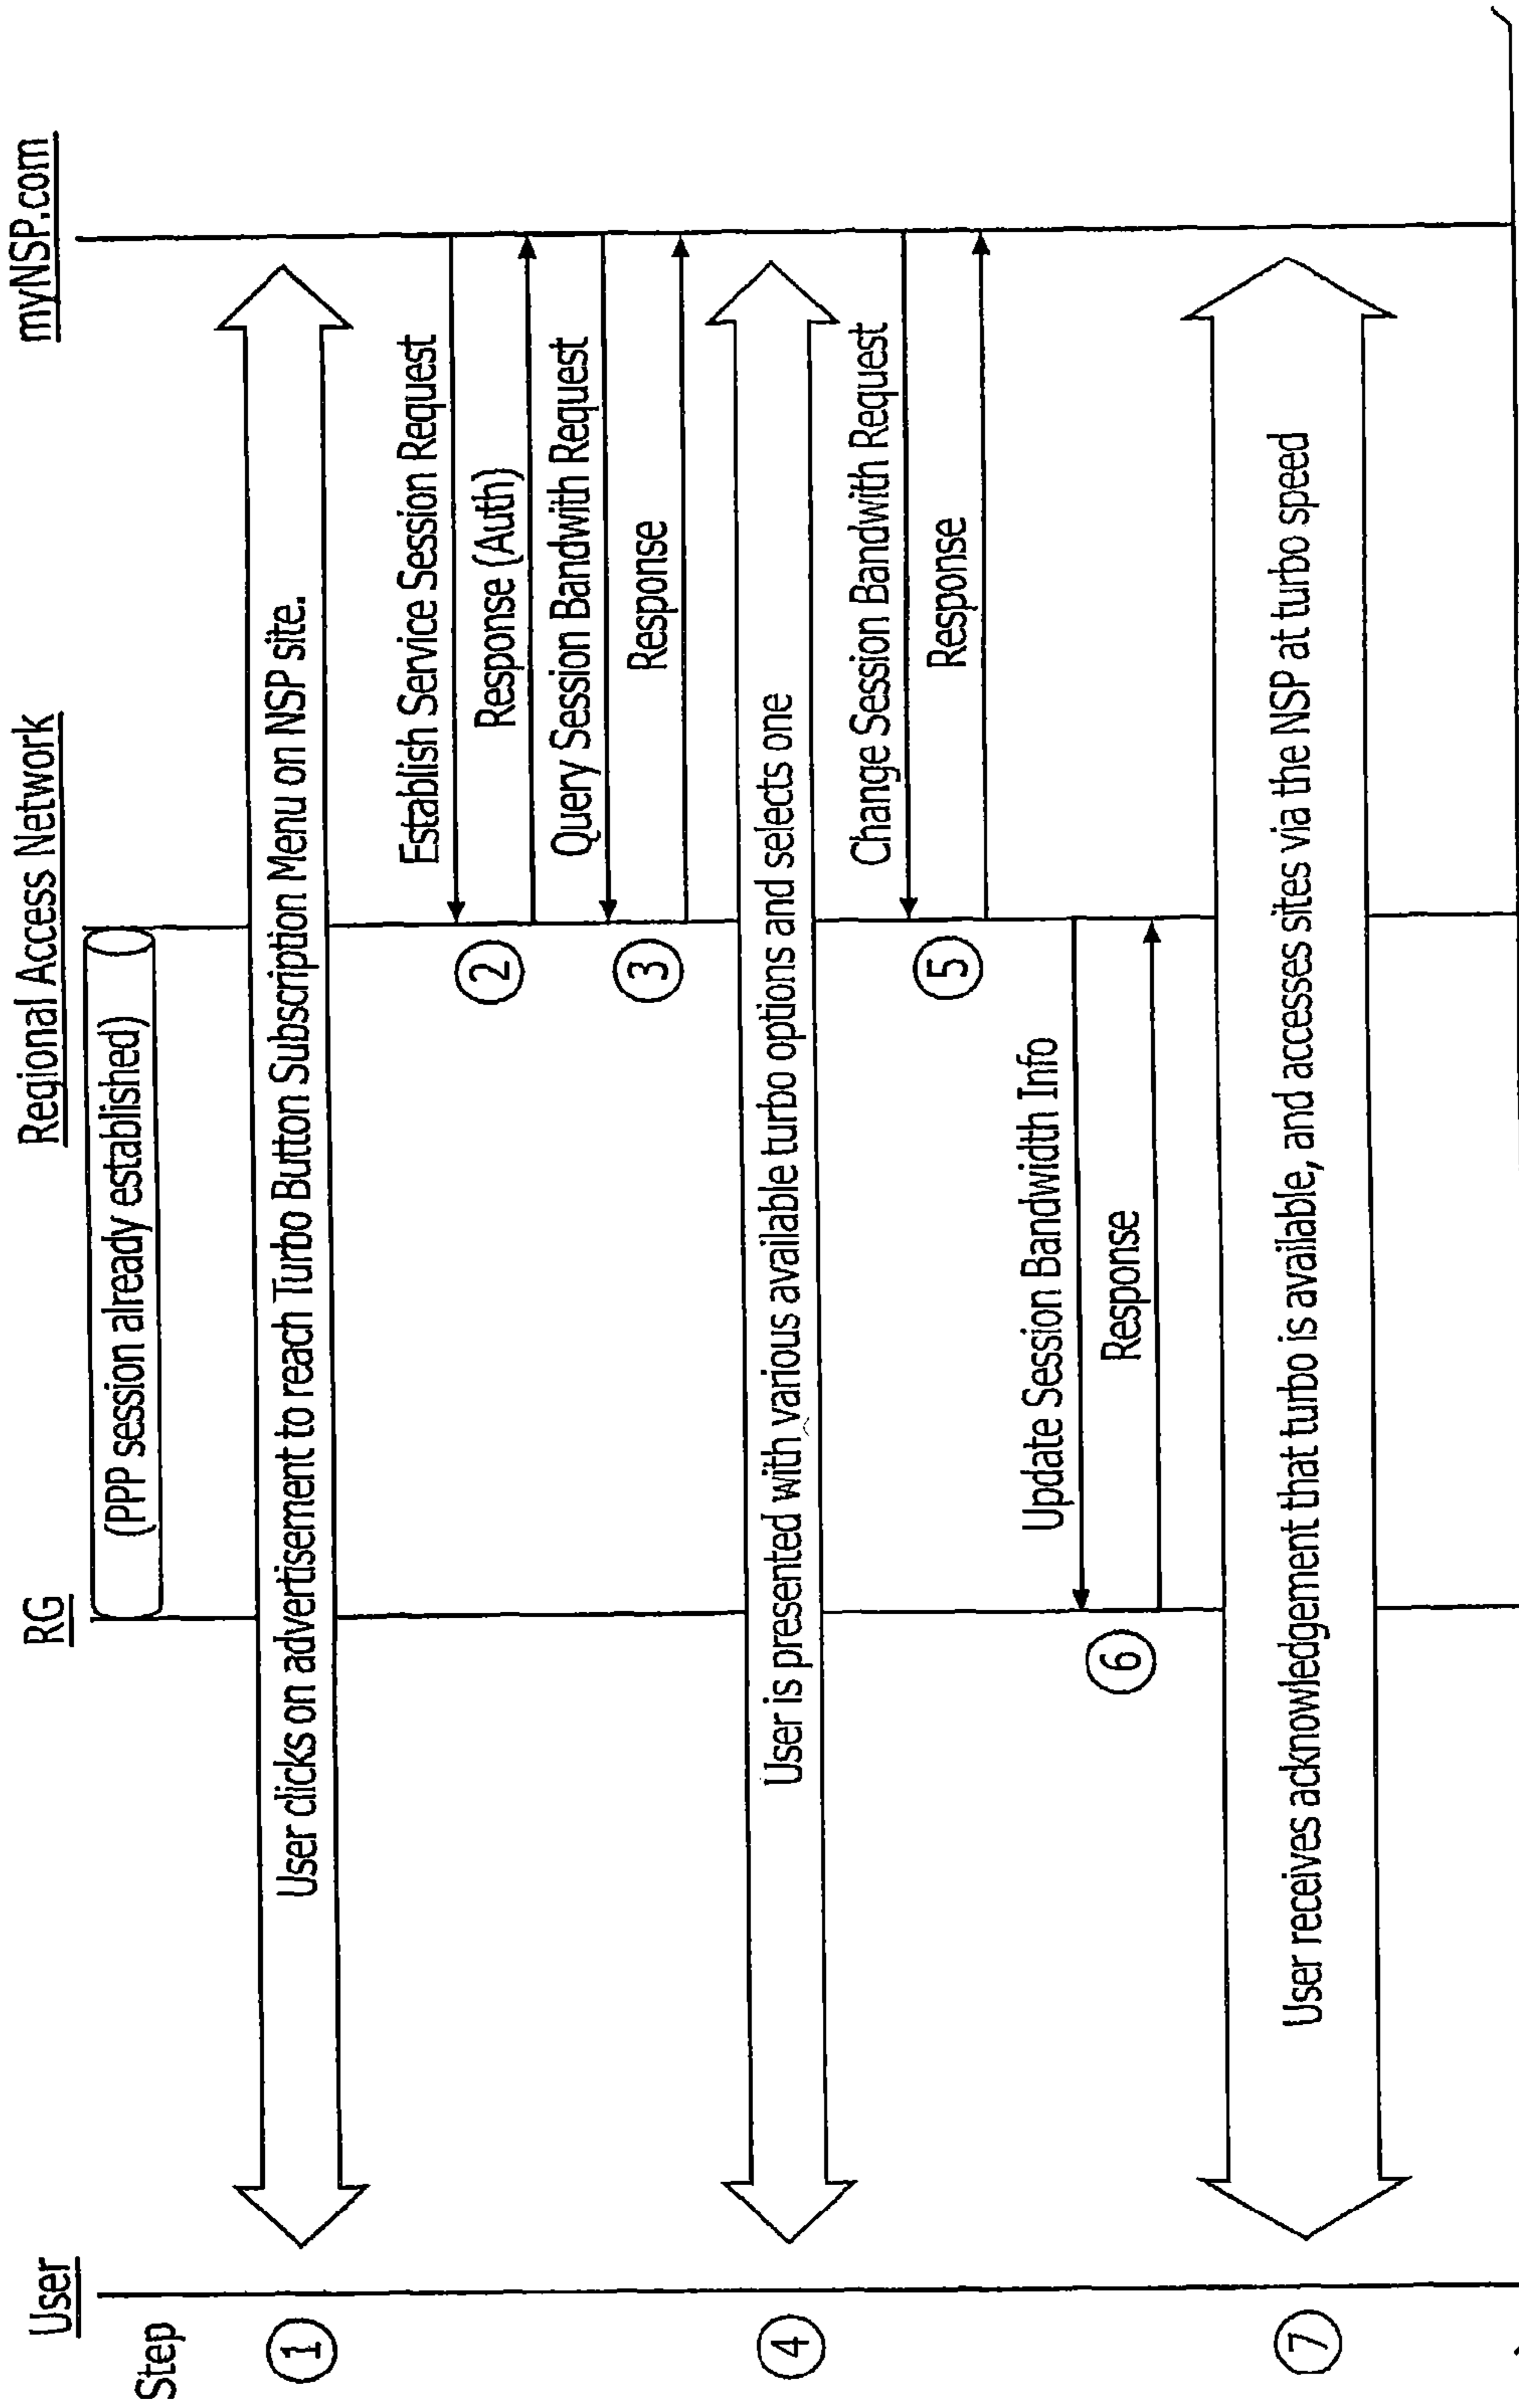 User
RG
Regional Access Network
myNSP.com
Step
(PPP session already established)
1
User clicks on advertisement to reach Turbo Button Subscription Menu on NSP site.
Establish Service Session Request
2
Response (Auth)
Query Session Bandwith Request
3
Response
4
User is presented with various available turbo options and selects one
Change Session Bandwith Request
5
Response
Update Session Bandwidth Info
6
Response
7
User receives acknowledgement that turbo is available, and accesses sites via the NSP at turbo speed